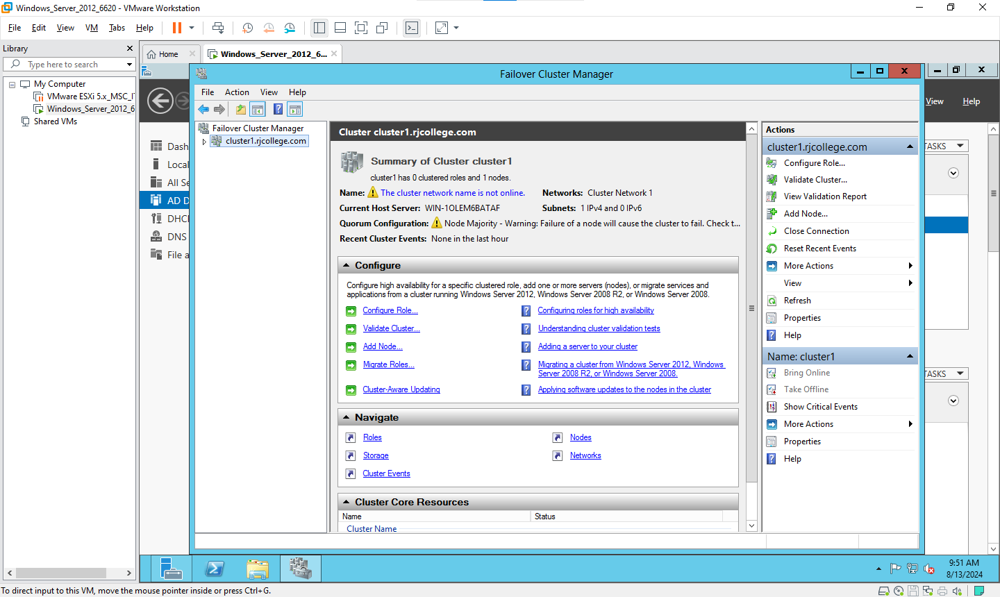 Windows_Server_2012_6620 - VMware Workstation
File Edit View VM Tabs Help
Library
Type here to search
My Computer
VMware ESXi 5.x_MSC_I
Windows_Server_2012_6
Shared VMs
Home
Windows_Server_2012_6...
Failover Cluster Manager
File Action View Help
View Help
Dash
Local
All Se
AD D
DHC
DNS
File a
TASKS
TASKS
Failover Cluster Manager
cluster1.rjcollege.com
Cluster cluster1.rjcollege.com
Summary of Cluster cluster1
cluster1 has 0 clustered roles and 1 nodes.
Name: The cluster network name is not online. Networks: Cluster Network 1
Current Host Server: WIN-1OLEM6BATAF Subnets: 1 IPv4 and 0 IPv6
Quorum Configuration: Node Majority - Warning: Failure of a node will cause the cluster to fail. Check t...
Recent Cluster Events: None in the last hour
Configure
Configure high availability for a specific clustered role, add one or more servers (nodes), or migrate services and
applications from a cluster running Windows Server 2012, Windows Server 2008 R2, or Windows Server 2008.
Configure Role... Configuring roles for high availability
Validate Cluster... Understanding cluster validation tests
Add Node... Adding a server to your cluster
Migrate Roles... Migrating a cluster from Windows Server 2012, Windows
Server 2008 R2, or Windows Server 2008.
Cluster-Aware Updating Applying software updates to the nodes in the cluster
Navigate
Roles Nodes
Storage Networks
Cluster Events
Cluster Core Resources
Name Status
Cluster Name
Actions
cluster1.rjcollege.com
Configure Role...
Validate Cluster...
View Validation Report
Add Node...
Close Connection
Reset Recent Events
More Actions
View
Refresh
Properties
Help
Name: cluster1
Bring Online
Take Offline
Show Critical Events
More Actions
Properties
Help
9:51 AM
8/13/2024
To direct input to this VM, move the mouse pointer inside or press Ctrl+G.